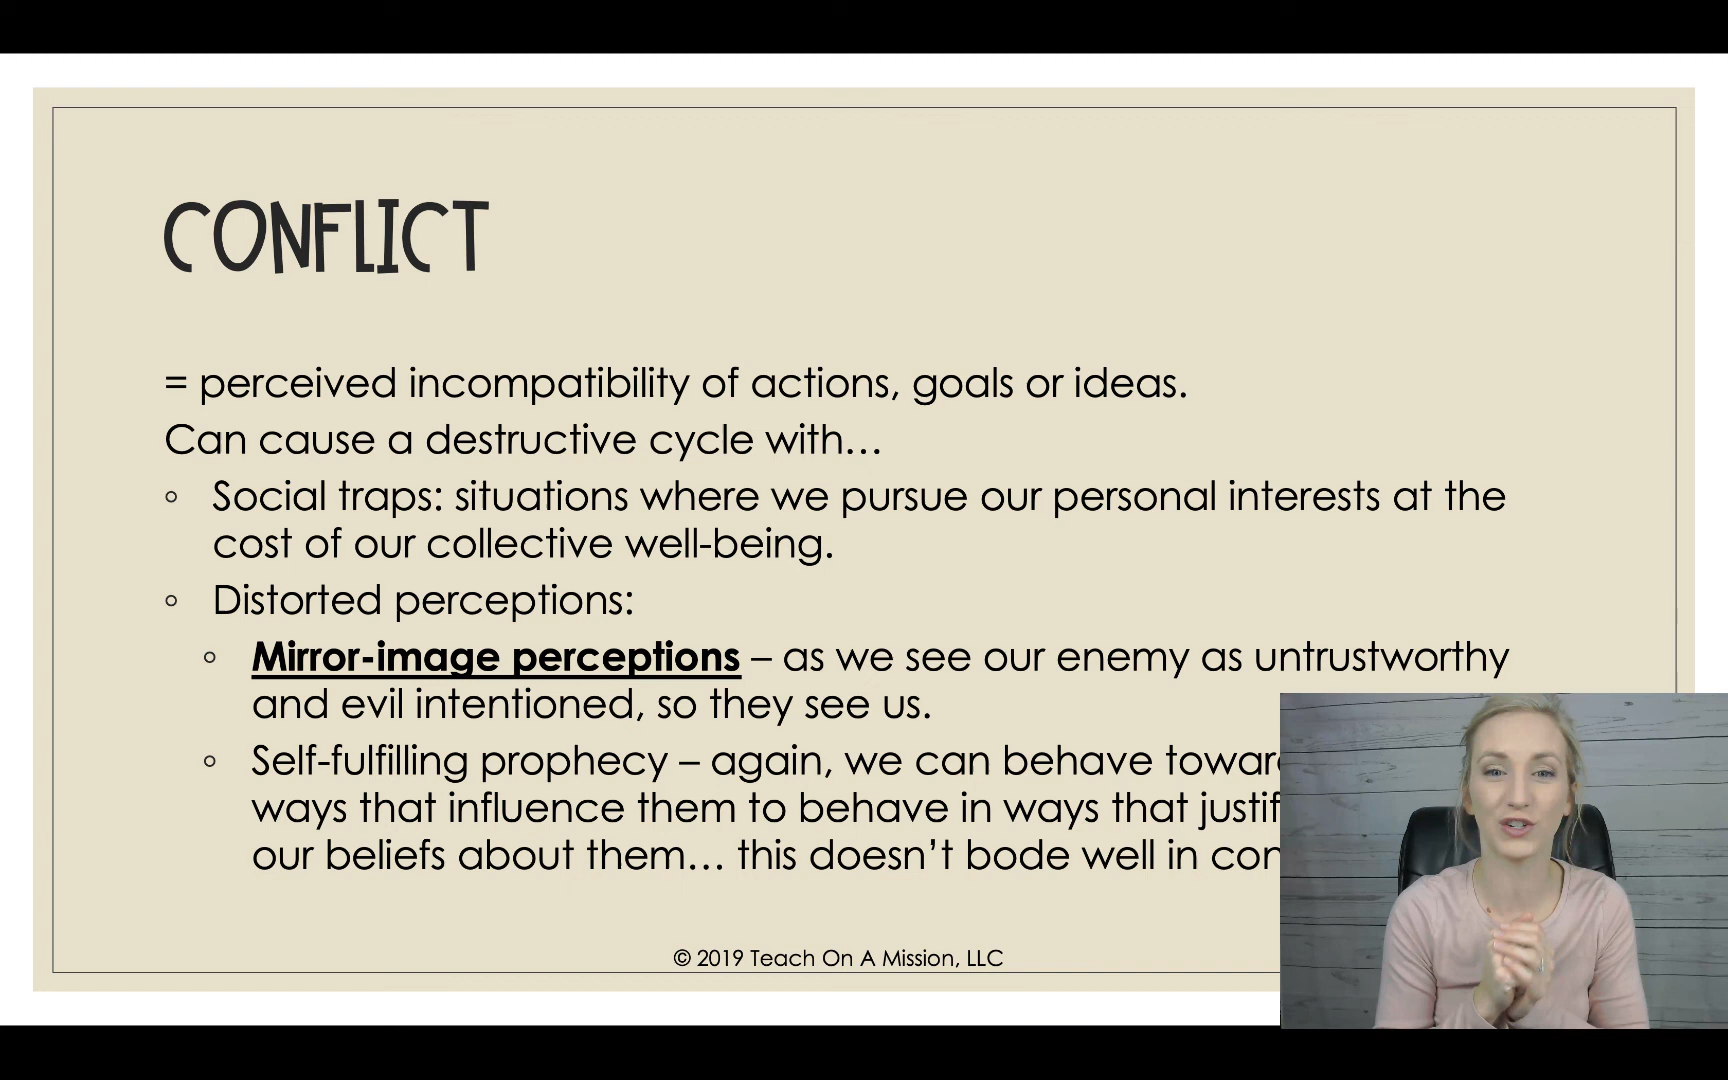 CONFLICT
= perceived incompatibility of actions, goals or ideas.
Can cause a destructive cycle with…
◦ Social traps: situations where we pursue our personal interests at the
cost of our collective well-being.
◦ Distorted perceptions:
◦ Mirror-image perceptions – as we see our enemy as untrustworthy
and evil intentioned, so they see us.
◦ Self-fulfilling prophecy – again, we can behave
ways that influence them to behave in ways that
our beliefs about them… this doesn’t bode well in
© 2019 Teach On A Mission, LLC